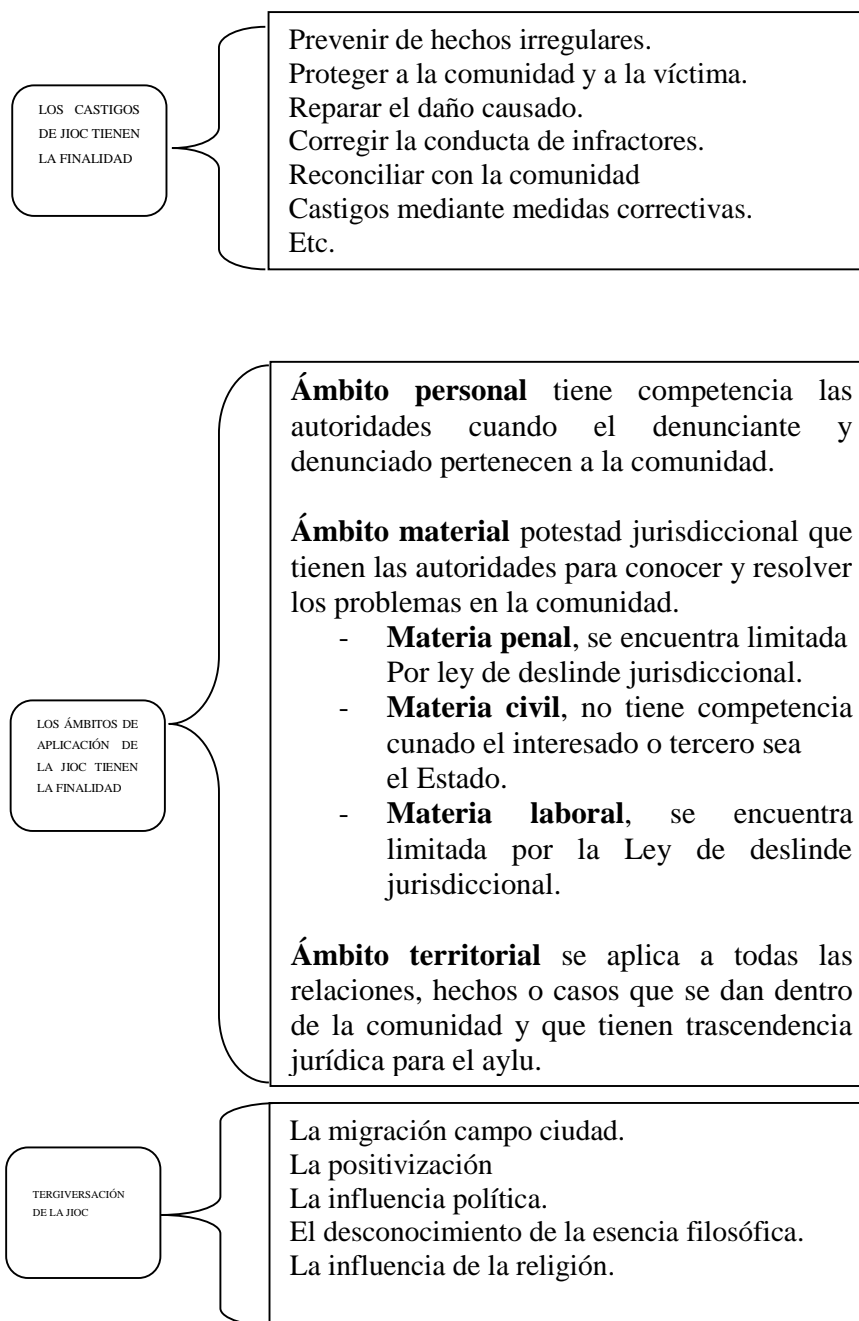 LOS CASTIGOS
DE JIOC TIENEN
LA FINALIDAD
Prevenir de hechos irregulares.
Proteger a la comunidad y a la víctima.
Reparar el daño causado.
Corregir la conducta de infractores.
Reconciliar con la comunidad
Castigos mediante medidas correctivas.
Etc.
LOS ÁMBITOS DE
APLICACIÓN DE
LA JIOC TIENEN
LA FINALIDAD
Ámbito personal tiene competencia las
autoridades cuando el denunciante y
denunciado pertenecen a la comunidad.
Ámbito material potestad jurisdiccional que
tienen las autoridades para conocer y resolver
los problemas en la comunidad.
- Materia penal, se encuentra limitada
Por ley de deslinde jurisdiccional.
- Materia civil, no tiene competencia
cunado el interesado o tercero sea
el Estado.
- Materia laboral, se encuentra
limitada por la Ley de deslinde
jurisdiccional.
Ámbito territorial se aplica a todas las
relaciones, hechos o casos que se dan dentro
de la comunidad y que tienen trascendencia
jurídica para el aylu.
TERGIVERSACIÓN
DE LA JIOC
La migración campo ciudad.
La positivización
La influencia política.
El desconocimiento de la esencia filosófica.
La influencia de la religión.